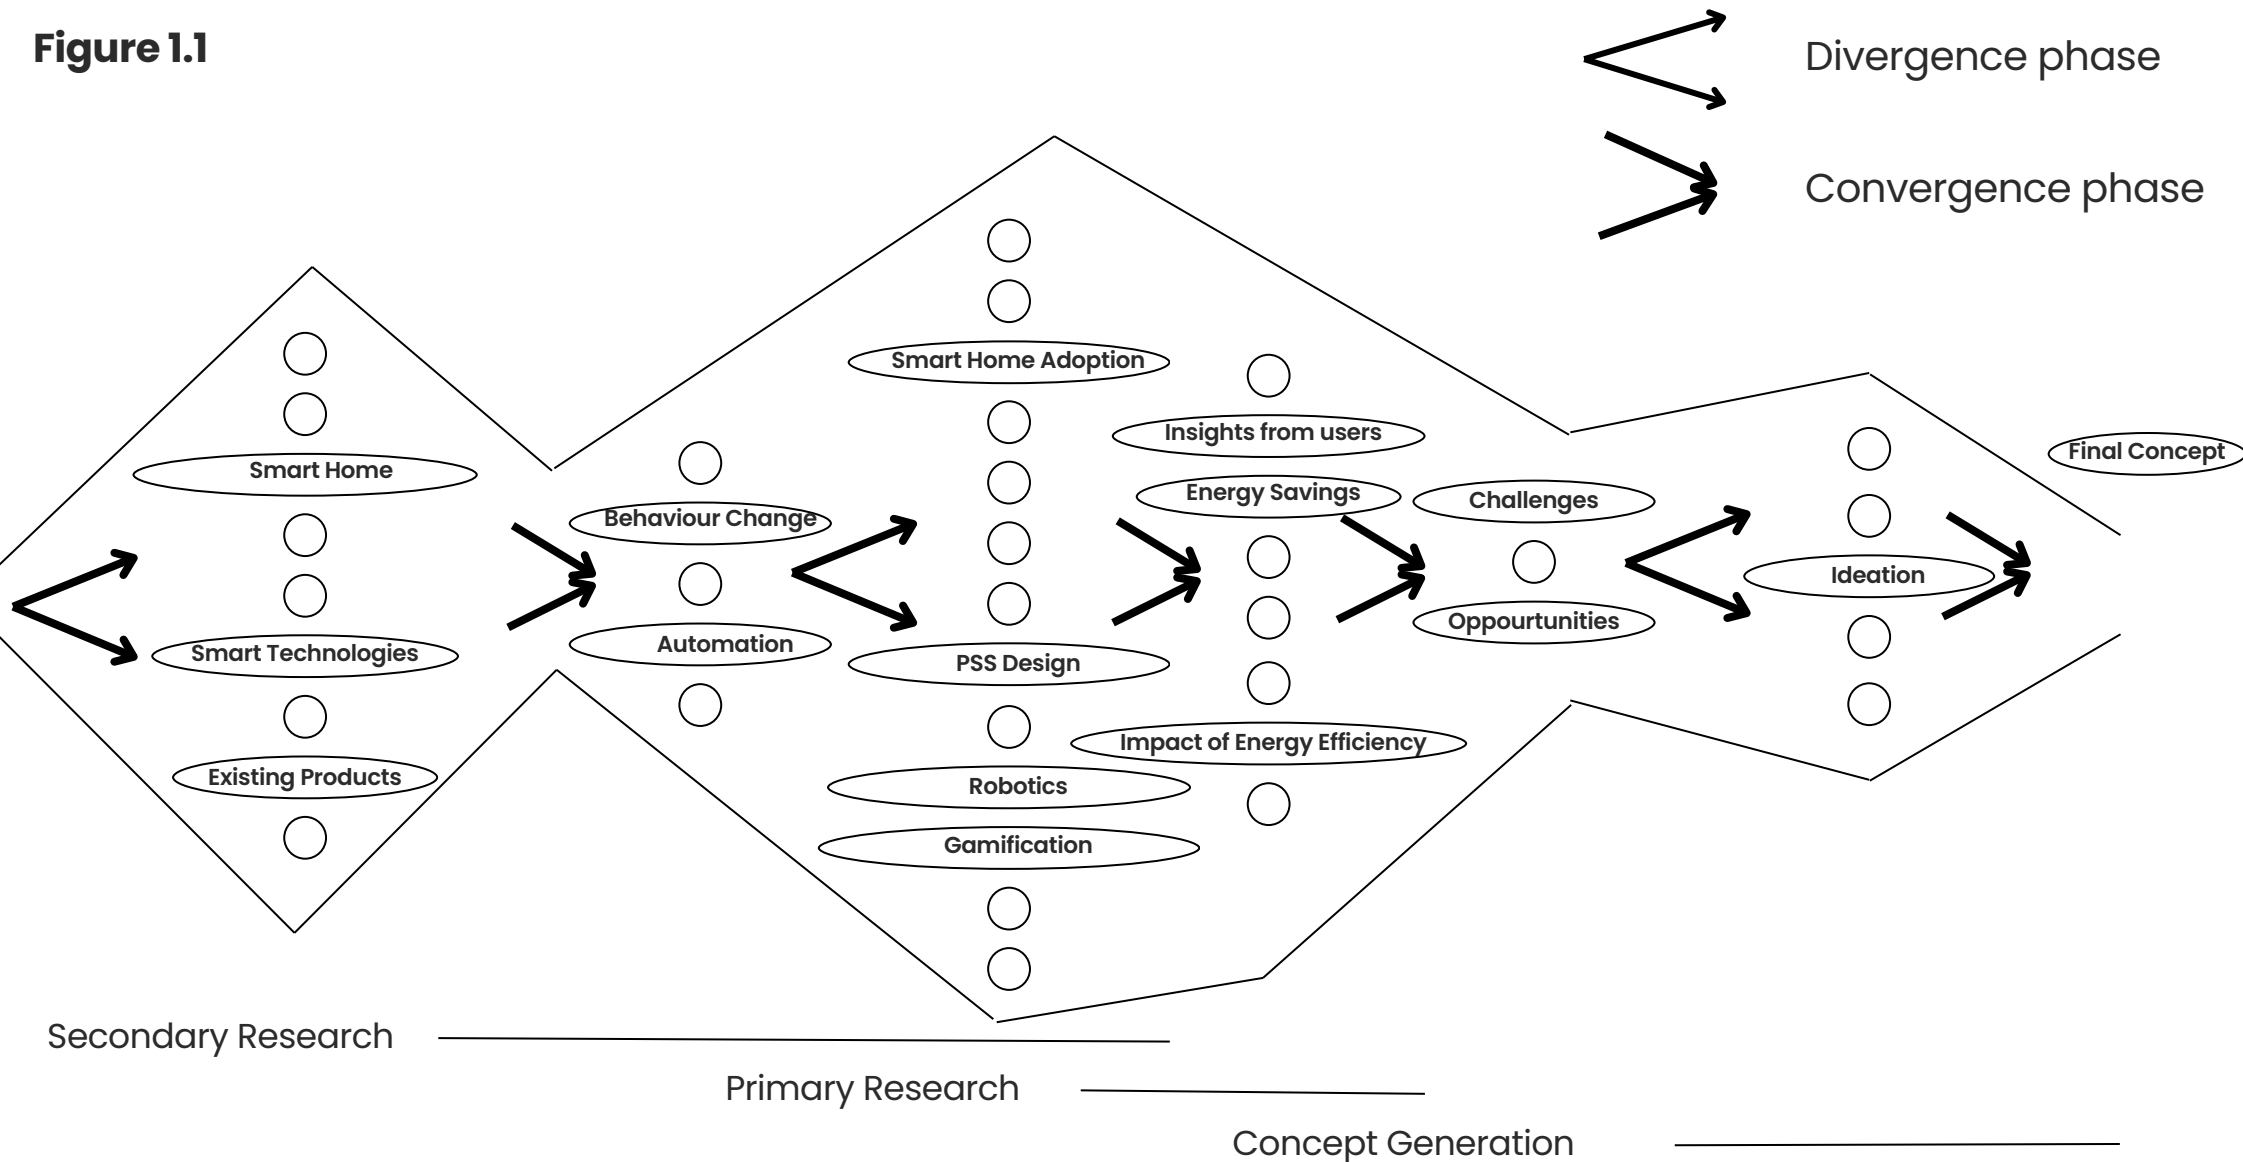 Figure 1.1
Divergence phase
Convergence phase
Smart Home
Smart Technologies
Existing Products
Behaviour Change
Automation
Smart Home Adoption
PSS Design
Robotics
Gamification
Insights from users
Energy Savings
Impact of Energy Efficiency
Challenges
Oppourtunities
Ideation
Final Concept
Secondary Research
Primary Research
Concept Generation